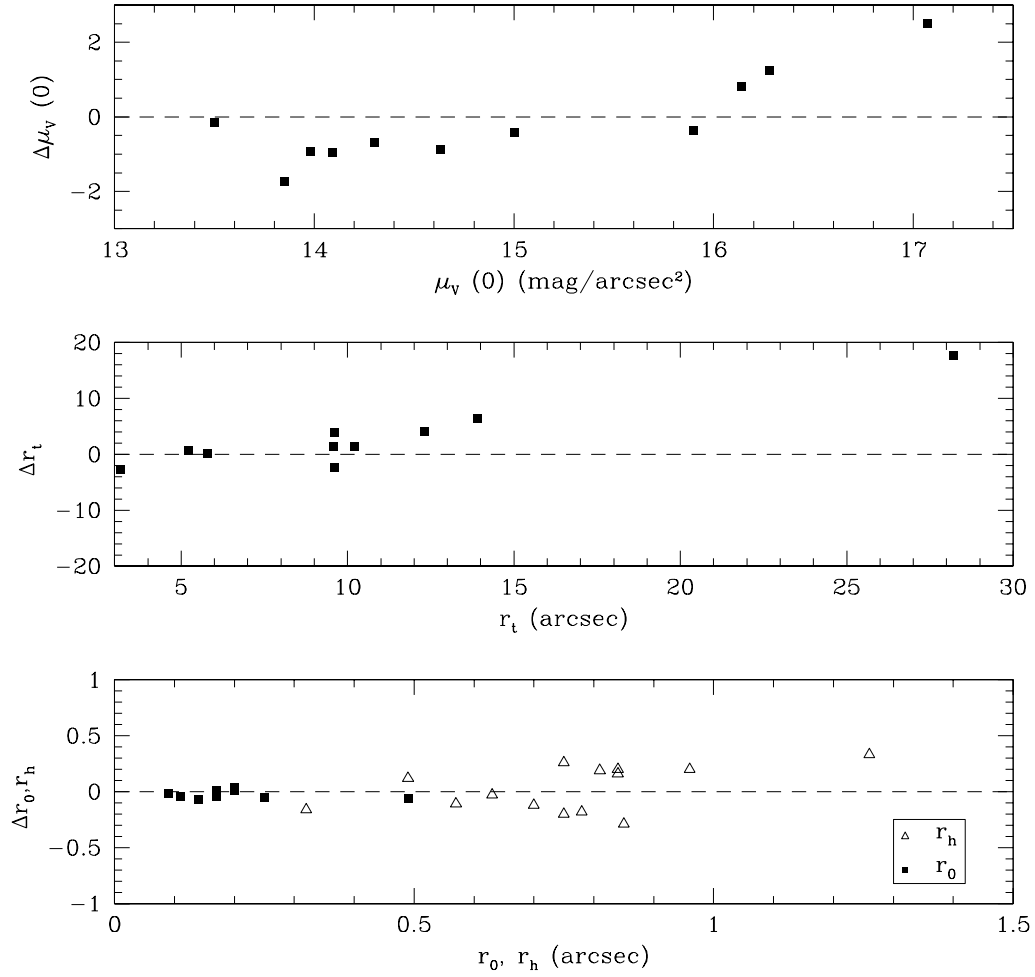 2
0
−2
Δμ_V (0)
13 14 15 16 17
μ_V (0) (mag/arcsec²)
20
10
0
−10
−20
Δr_t
5 10 15 20 25 30
r_t (arcsec)
1
0.5
0
−0.5
−1
Δr_0,r_h
r_h
r_0
0 0.5 1 1.5
r_0, r_h (arcsec)